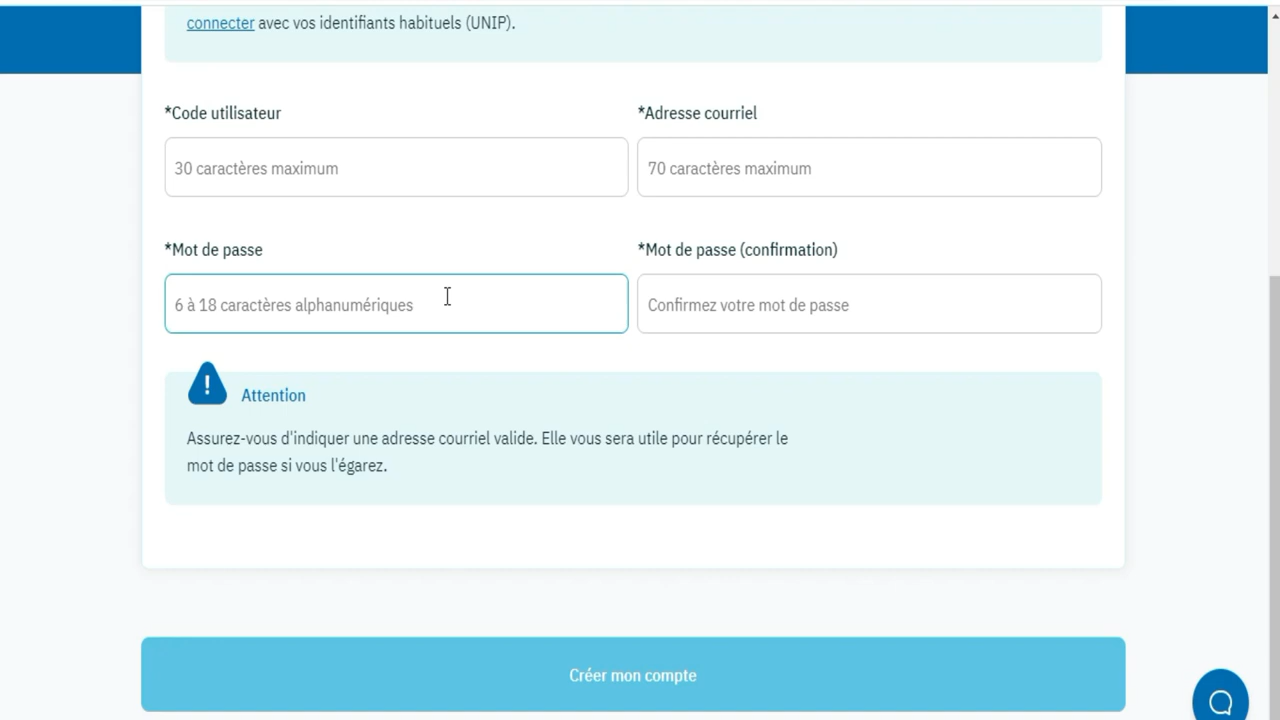 connecter avec vos identifiants habituels (UNIP).
*Code utilisateur
*Adresse courriel
30 caractères maximum
70 caractères maximum
*Mot de passe
*Mot de passe (confirmation)
6 à 18 caractères alphanumériques
Confirmez votre mot de passe
Attention
Assurez-vous d'indiquer une adresse courriel valide. Elle vous sera utile pour récupérer le
mot de passe si vous l'égarez.
Créer mon compte